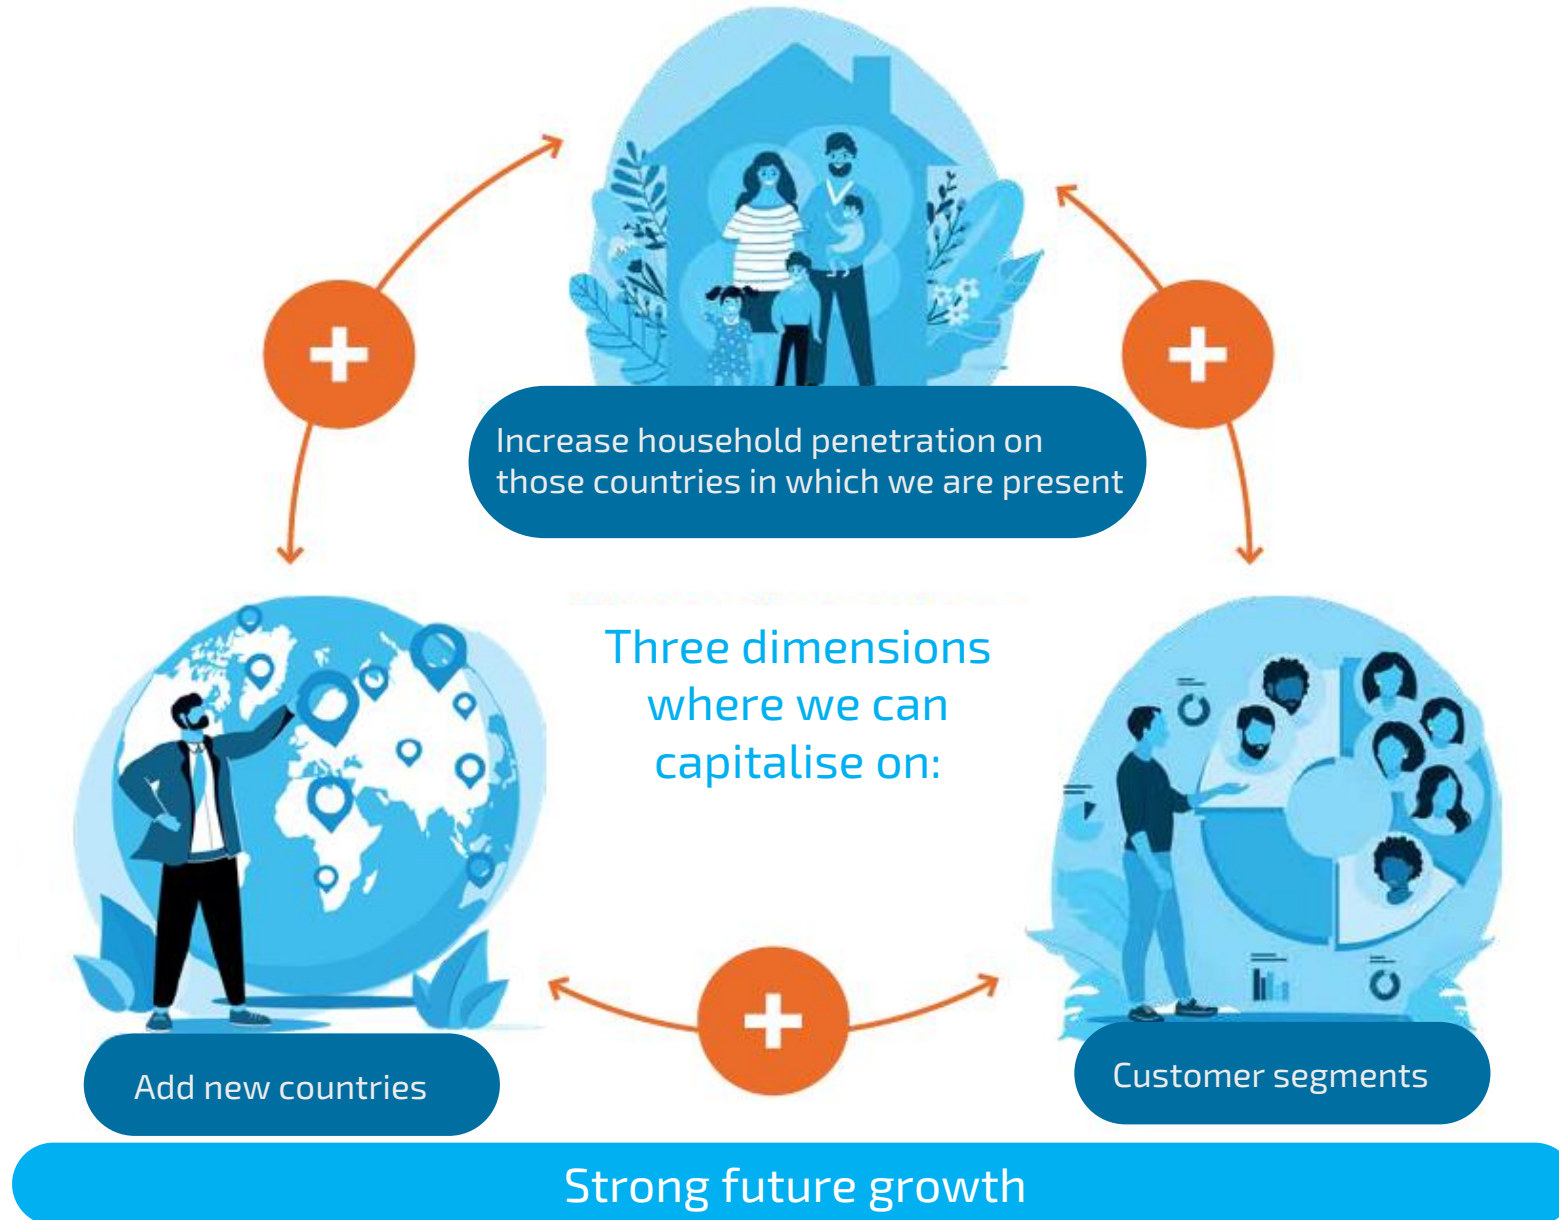 Increase household penetration on
those countries in which we are present
Three dimensions
where we can
capitalise on:
Add new countries
Customer segments
Strong future growth